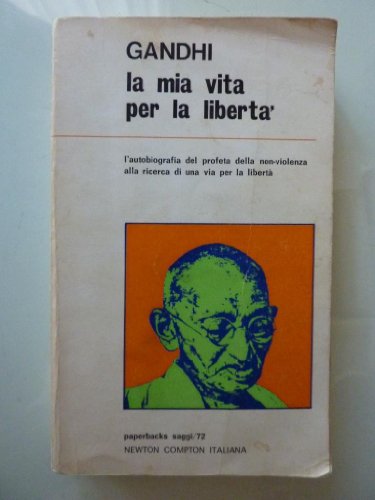 GANDHI
la mia vita
per la liberta'
l'autobiografia del profeta della non-violenza
alla ricerca di una via per la libertà
paperbacks saggi/72
NEWTON COMPTON ITALIANA